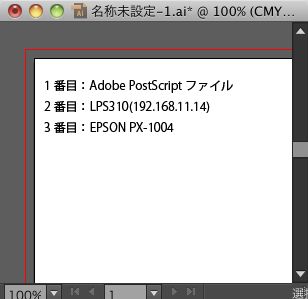 名称未設定-1.ai* @ 100% (CMY...
1 番目：Adobe PostScript ファイル
2 番目：LPS310(192.168.11.14)
3 番目：EPSON PX-1004
100% 1 選